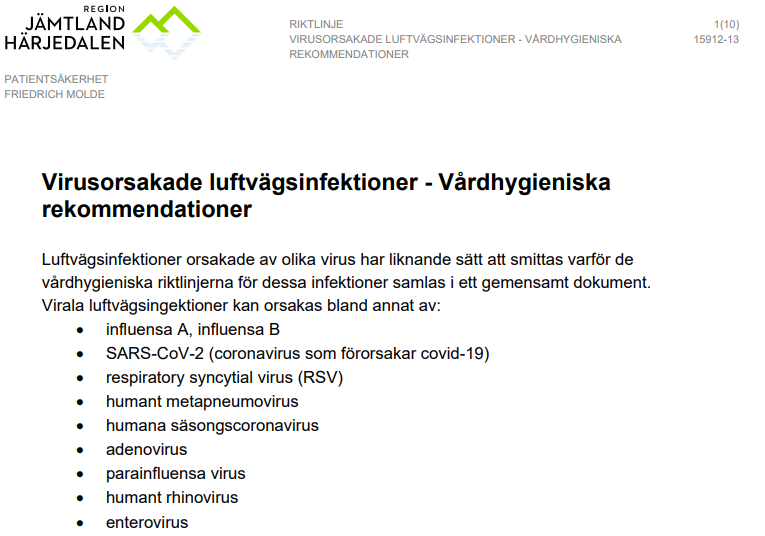 REGION
JÄMTLAND
HÄRJEDALEN
RIKTLINJE
VIRUSORSAKADE LUFTVÄGSINFEKTIONER - VÅRDHYGIENISKA
REKOMMENDATIONER
1(10)
15912-13
PATIENTSÄKERHET
FRIEDRICH MOLDE
Virusorsakade luftvägsinfektioner - Vårdhygieniska
rekommendationer
Luftvägsinfektioner orsakade av olika virus har liknande sätt att smittas varför de
vårdhygieniska riktlinjerna för dessa infektioner samlas i ett gemensamt dokument.
Virala luftvägsingektioner kan orsakas bland annat av:
• influensa A, influensa B
• SARS-CoV-2 (coronavirus som förorsakar covid-19)
• respiratory syncytial virus (RSV)
• humant metapneumovirus
• humana säsongscoronavirus
• adenovirus
• parainfluensa virus
• humant rhinovirus
• enterovirus